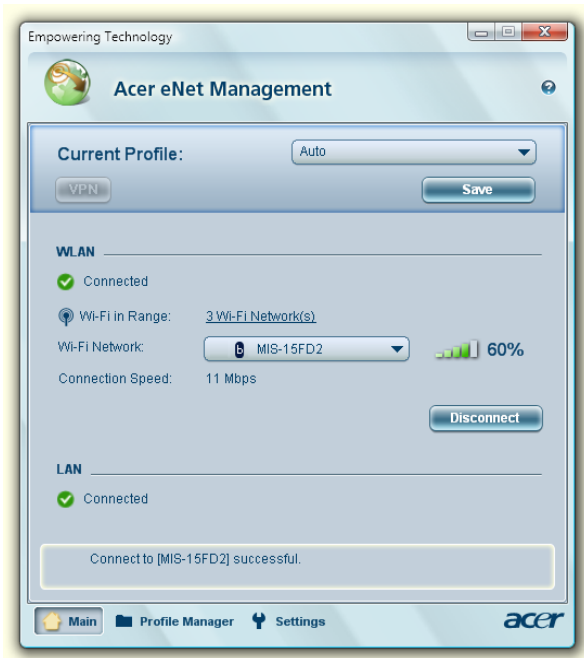 Empowering Technology
Acer eNet Management
Current Profile: Auto
VPN Save
WLAN
Connected
Wi-Fi in Range: 3 Wi-Fi Network(s)
Wi-Fi Network: b MIS-15FD2 60%
Connection Speed: 11 Mbps
Disconnect
LAN
Connected
Connect to [MIS-15FD2] successful.
Main Profile Manager Settings acer